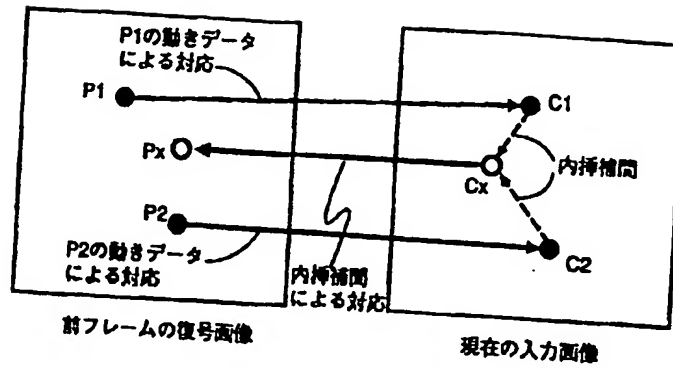 P1の動きデータ
による対応
P1
C1
Px
Cx
内挿補間
P2
C2
P2の動きデータ
による対応
内挿補間
による対応
前フレームの復号画像
現在の入力画像